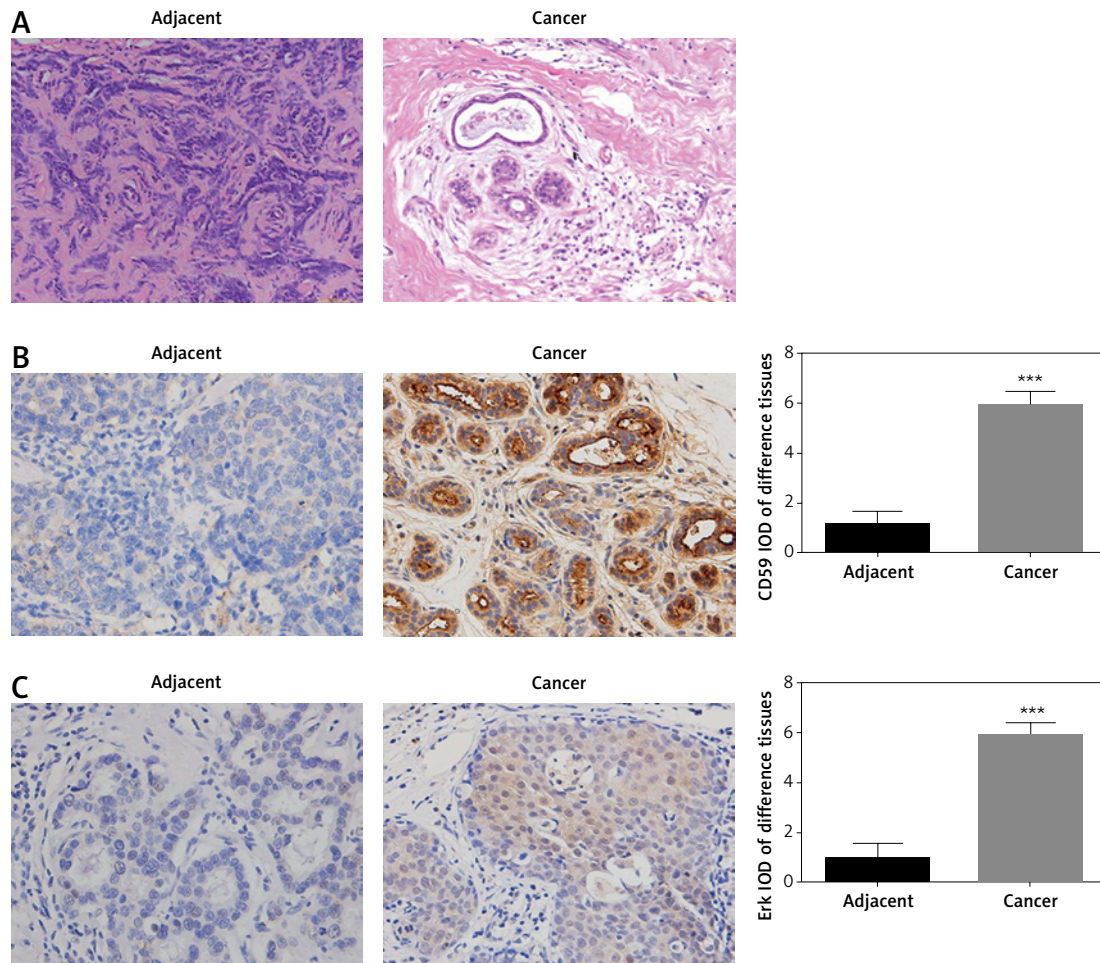 A
Adjacent
Cancer
B
Adjacent
Cancer
CD59 IOD of difference tissues
8
6
4
2
0
***
Adjacent
Cancer
C
Adjacent
Cancer
Erk IOD of difference tissues
8
6
4
2
0
***
Adjacent
Cancer